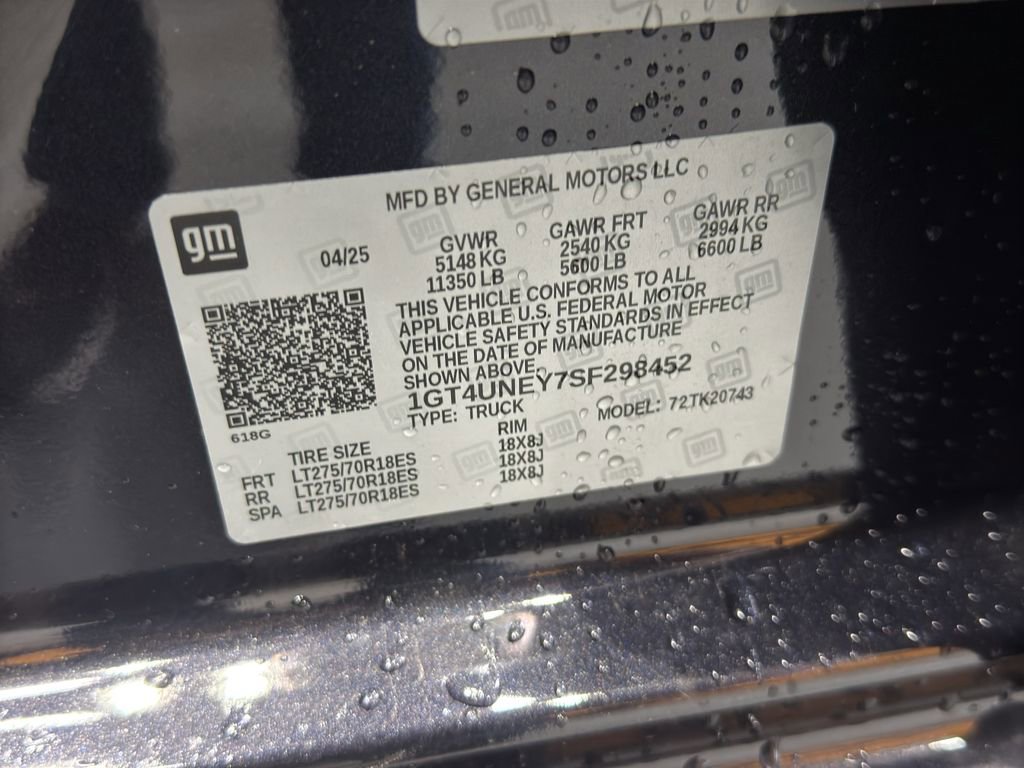 MFD BY GENERAL MOTORS LLC
gm
04/25
GVWR
5148 KG
11350 LB
GAWR FRT
2540 KG
5600 LB
GAWR RR
2994 KG
6600 LB
THIS VEHICLE CONFORMS TO ALL
APPLICABLE U.S. FEDERAL MOTOR
VEHICLE SAFETY STANDARDS IN EFFECT
ON THE DATE OF MANUFACTURE
SHOWN ABOVE.
1GT4UNEY7SF298452
TYPE: TRUCK
MODEL: 72TK20743
618G
TIRE SIZE
RIM
FRT LT275/70R18ES 18X8J
RR LT275/70R18ES 18X8J
SPA LT275/70R18ES 18X8J